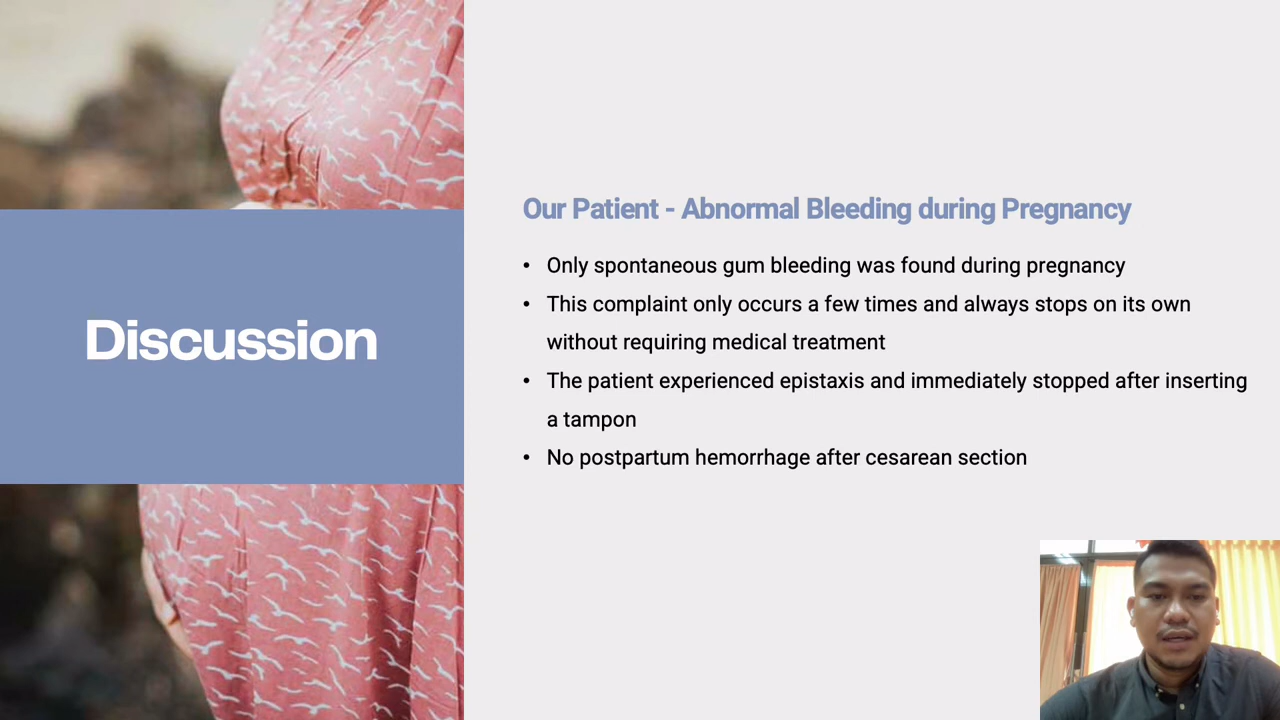 Discussion
Our Patient - Abnormal Bleeding during Pregnancy
• Only spontaneous gum bleeding was found during pregnancy
• This complaint only occurs a few times and always stops on its own
without requiring medical treatment
• The patient experienced epistaxis and immediately stopped after inserting
a tampon
• No postpartum hemorrhage after cesarean section